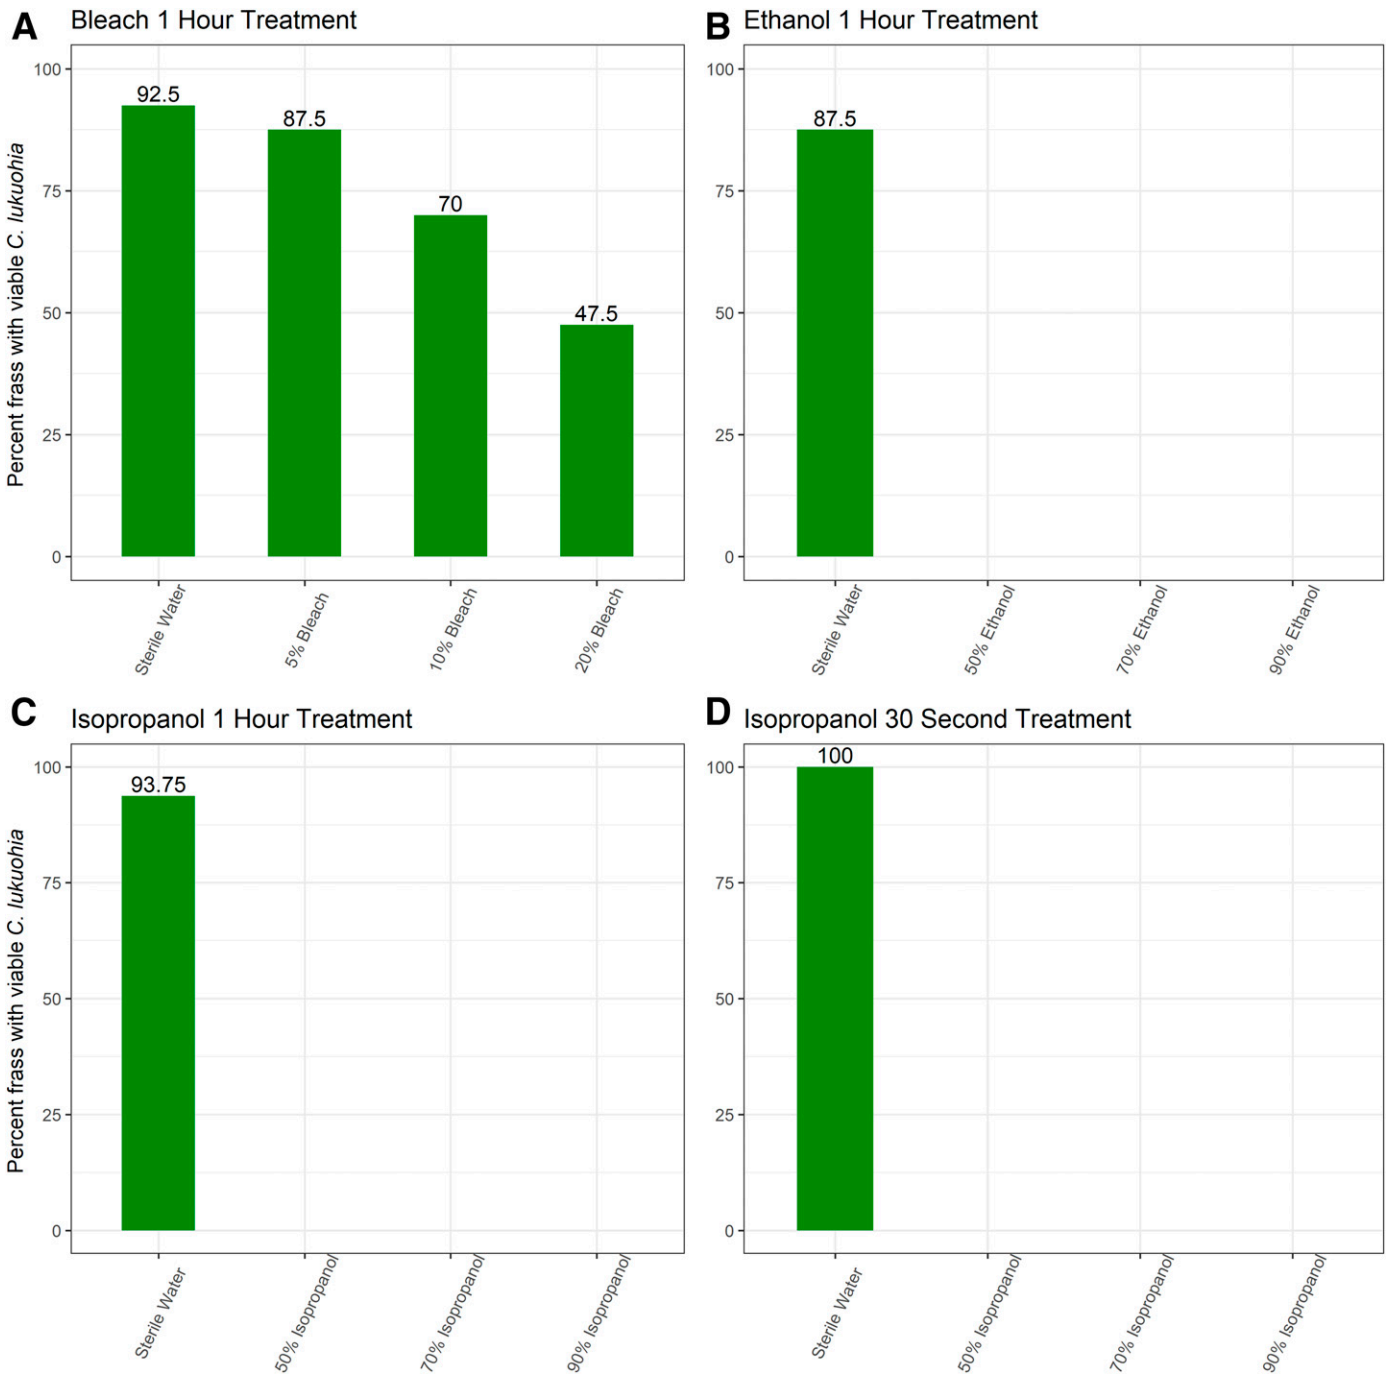 A Bleach 1 Hour Treatment
Percent frass with viable C. lukuohia
100
75
50
25
0
92.5
87.5
70
47.5
Sterile Water
5% Bleach
10% Bleach
20% Bleach
B Ethanol 1 Hour Treatment
100
75
50
25
0
87.5
Sterile Water
50% Ethanol
70% Ethanol
90% Ethanol
C Isopropanol 1 Hour Treatment
Percent frass with viable C. lukuohia
100
75
50
25
0
93.75
Sterile Water
50% Isopropanol
70% Isopropanol
90% Isopropanol
D Isopropanol 30 Second Treatment
100
75
50
25
0
100
Sterile Water
50% Isopropanol
70% Isopropanol
90% Isopropanol